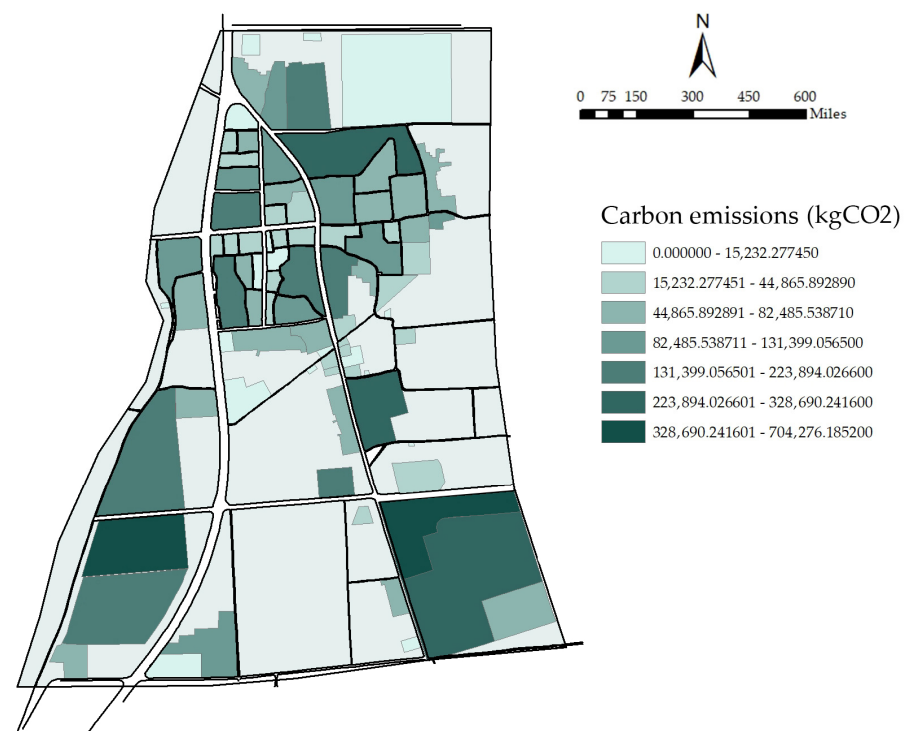 N
0 75 150 300 450 600
Miles
Carbon emissions (kgCO2)
0.000000 - 15,232.277450
15,232.277451 - 44,865.892890
44,865.892891 - 82,485.538710
82,485.538711 - 131,399.056500
131,399.056501 - 223,894.026600
223,894.026601 - 328,690.241600
328,690.241601 - 704,276.185200